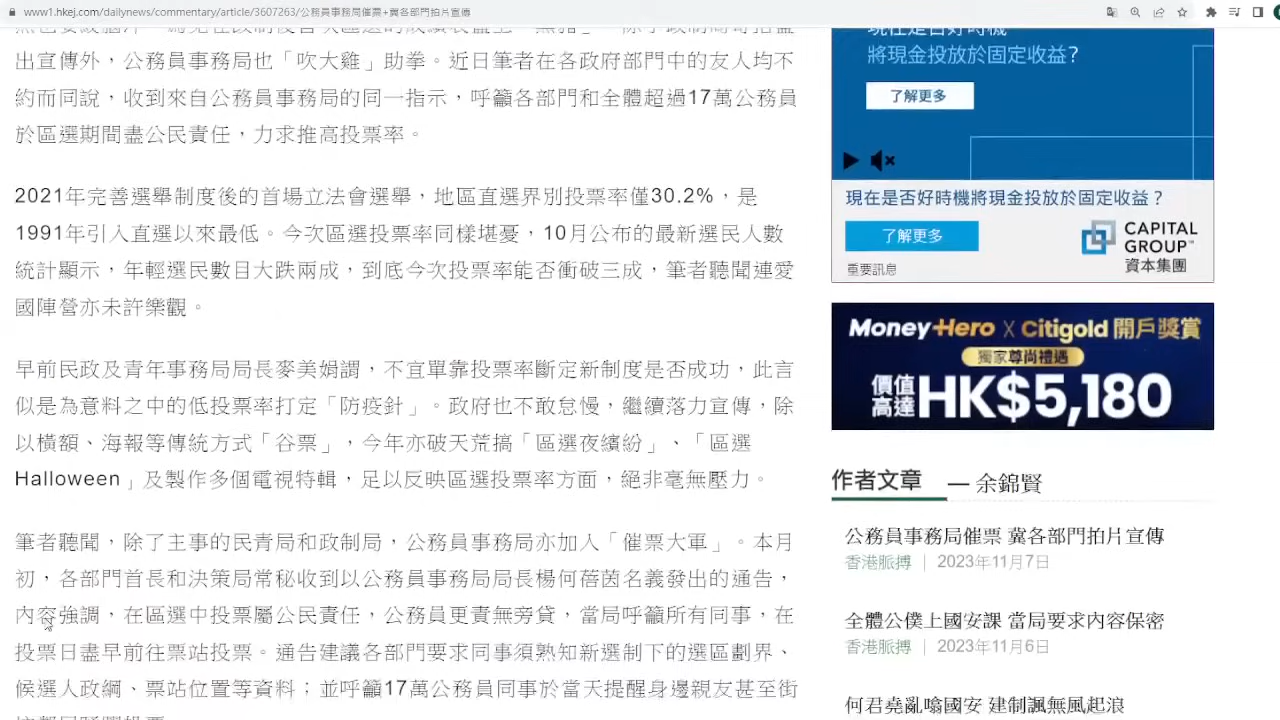 www1.hkej.com/dailynews/commentary/article/3607263/公務員事務局催票+冀各部門拍片宣傳
出宣傳外，公務員事務局也「吹大雞」助拳。近日筆者在各政府部門中的友人均不
約而同說，收到來自公務員事務局的同一指示，呼籲各部門和全體超過17萬公務員
於區選期間盡公民責任，力求推高投票率。
2021年完善選舉制度後的首場立法會選舉，地區直選界別投票率僅30.2%，是
1991年引入直選以來最低。今次區選投票率同樣堪憂，10月公布的最新選民人數
統計顯示，年輕選民數目大跌兩成，到底今次投票率能否衝破三成，筆者聽聞連愛
國陣營亦未許樂觀。
早前民政及青年事務局局長麥美娟謂，不宜單靠投票率斷定新制度是否成功，此言
似是為意料之中的低投票率打定「防疫針」。政府也不敢怠慢，繼續落力宣傳，除
以橫額、海報等傳統方式「谷票」，今年亦破天荒搞「區選夜繽紛」、「區選
Halloween」及製作多個電視特輯，足以反映區選投票率方面，絕非毫無壓力。
筆者聽聞，除了主事的民青局和政制局，公務員事務局亦加入「催票大軍」。本月
初，各部門首長和決策局常秘收到以公務員事務局局長楊何蓓茵名義發出的通告，
內容強調，在區選中投票屬公民責任，公務員更責無旁貸，當局呼籲所有同事，在
投票日盡早前往票站投票。通告建議各部門要求同事須熟知新選制下的選區劃界、
候選人政綱、票站位置等資料；並呼籲17萬公務員同事於當天提醒身邊親友甚至街
現在是否好時機
將現金投放於固定收益？
了解更多
現在是否好時機將現金投放於固定收益？
了解更多
CAPITAL
GROUP™
資本集團
重要訊息
MoneyHero X Citigold 開戶獎賞
獨家尊尚禮遇
價值
高達HK$5,180
作者文章 — 余錦賢
公務員事務局催票 冀各部門拍片宣傳
香港脈搏 | 2023年11月7日
全體公僕上國安課 當局要求內容保密
香港脈搏 | 2023年11月6日
何君堯亂噏國安 建制諷無風起浪